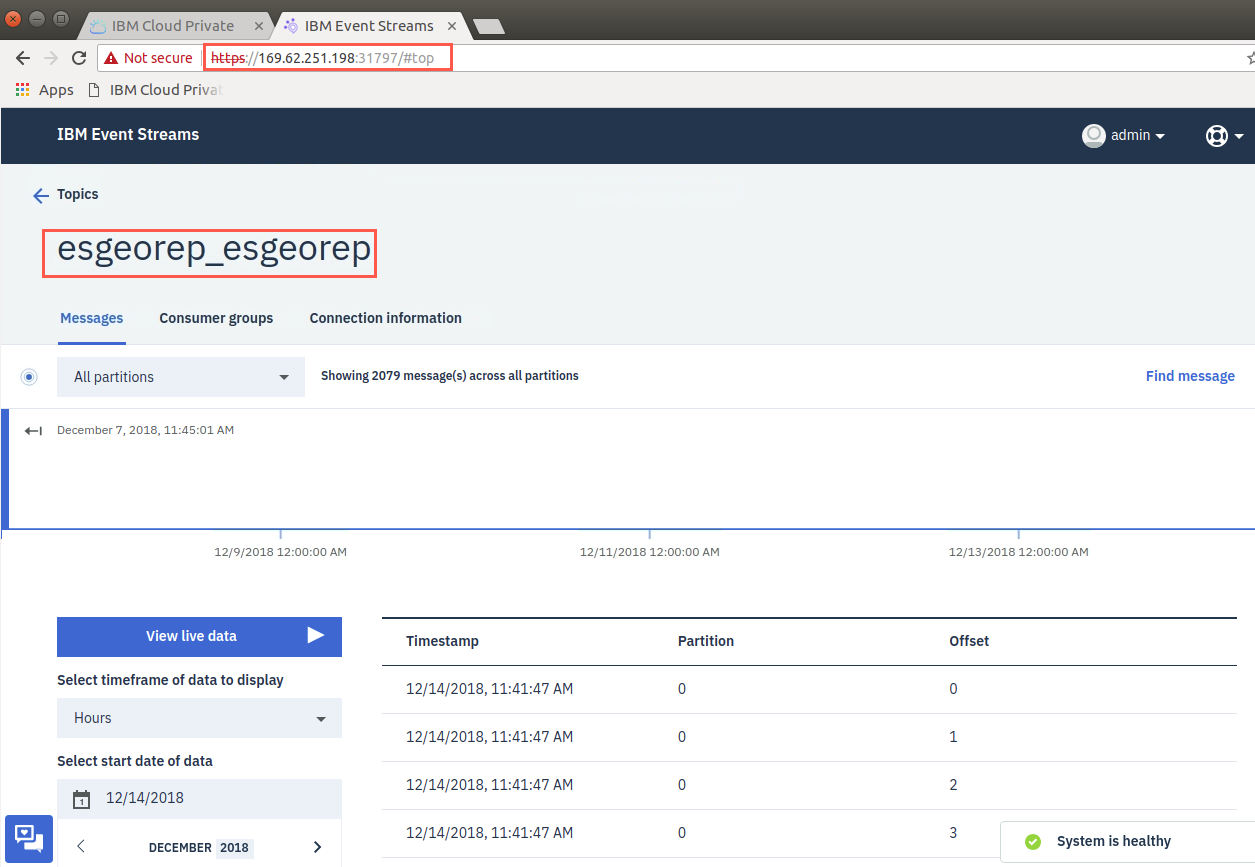 IBM Cloud Private
IBM Event Streams
Not secure https://169.62.251.198:31797/#top
Apps IBM Cloud Privat
IBM Event Streams admin
Topics
esgeorep_esgeorep
Messages Consumer groups Connection information
All partitions Showing 2079 message(s) across all partitions Find message
December 7, 2018, 11:45:01 AM
12/9/2018 12:00:00 AM 12/11/2018 12:00:00 AM 12/13/2018 12:00:00 AM
View live data
Select timeframe of data to display
Hours
Select start date of data
1 12/14/2018
DECEMBER 2018
Timestamp Partition Offset
12/14/2018, 11:41:47 AM 0 0
12/14/2018, 11:41:47 AM 0 1
12/14/2018, 11:41:47 AM 0 2
12/14/2018, 11:41:47 AM 0 3
System is healthy